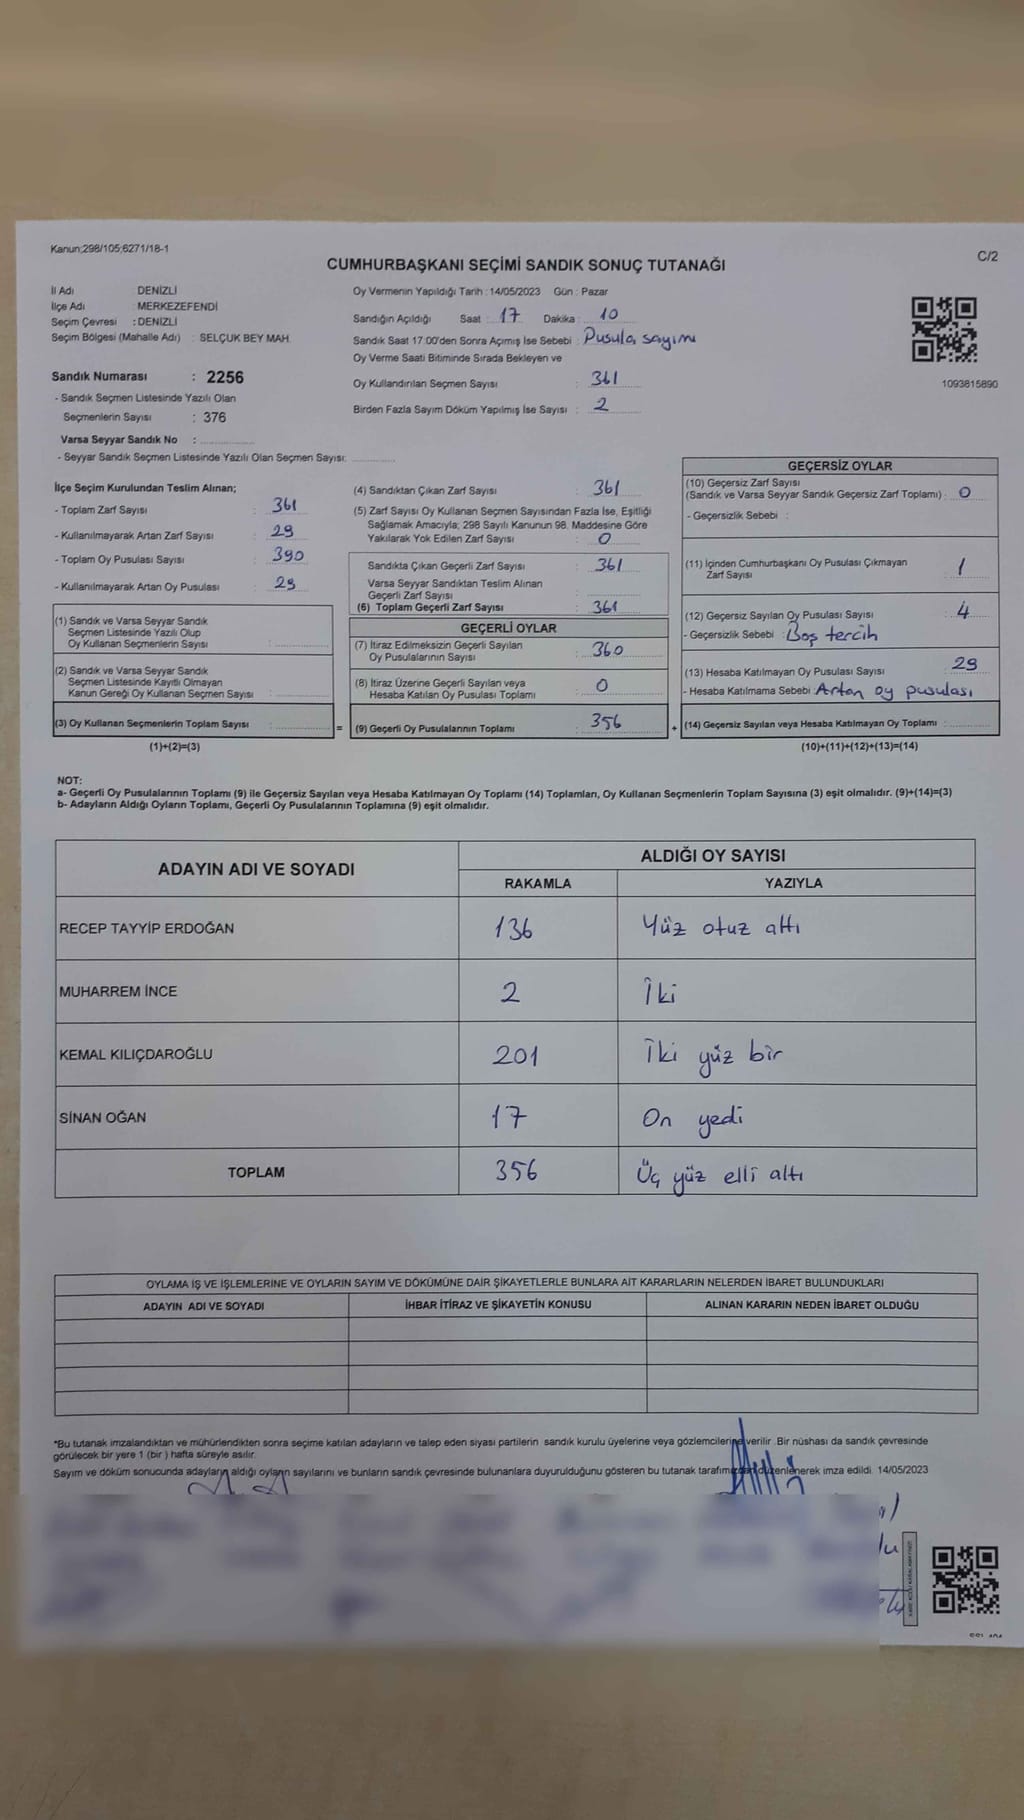 Kanun;298/105;6271/18-1
C/2
CUMHURBAŞKANI SEÇİMİ SANDIK SONUÇ TUTANAĞI
İl Adı : DENİZLİ
İlçe Adı : MERKEZEFENDİ
Seçim Çevresi : DENİZLİ
Seçim Bölgesi (Mahalle Adı) : SELÇUK BEY MAH.
Sandık Numarası : 2256
- Sandık Seçmen Listesinde Yazılı Olan
Seçmenlerin Sayısı : 376
Varsa Seyyar Sandık No :
- Seyyar Sandık Seçmen Listesinde Yazılı Olan Seçmen Sayısı:
Oy Vermenin Yapıldığı Tarih : 14/05/2023 Gün : Pazar
Sandığın Açıldığı Saat : 17 Dakika : 10
Sandık Saat 17:00'den Sonra Açımış İse Sebebi : Pusula sayımı
Oy Verme Saati Bitiminde Sırada Bekleyen ve
Oy Kullandırılan Seçmen Sayısı : 361
Birden Fazla Sayım Döküm Yapılmış İse Sayısı : 2
1093815890
İlçe Seçim Kurulundan Teslim Alınan;
- Toplam Zarf Sayısı : 361
- Kullanılmayarak Artan Zarf Sayısı : 29
- Toplam Oy Pusulası Sayısı : 390
- Kullanılmayarak Artan Oy Pusulası : 29
(1) Sandık ve Varsa Seyyar Sandık
Seçmen Listesinde Yazılı Olup
Oy Kullanan Seçmenlerin Sayısı :
(2) Sandık ve Varsa Seyyar Sandık
Seçmen Listesinde Kayıtlı Olmayan
Kanun Gereği Oy Kullanan Seçmen Sayısı :
(3) Oy Kullanan Seçmenlerin Toplam Sayısı :
(1)+(2)=(3)
=
(4) Sandıktan Çıkan Zarf Sayısı : 361
(5) Zarf Sayısı Oy Kullanan Seçmen Sayısından Fazla İse, Eşitliği
Sağlamak Amacıyla; 298 Sayılı Kanunun 98. Maddesine Göre
Yakılarak Yok Edilen Zarf Sayısı : 0
Sandıkta Çıkan Geçerli Zarf Sayısı : 361
Varsa Seyyar Sandıktan Teslim Alınan
Geçerli Zarf Sayısı :
(6) Toplam Geçerli Zarf Sayısı : 361
GEÇERLİ OYLAR
(7) İtiraz Edilmeksizin Geçerli Sayılan
Oy Pusulalarının Sayısı : 360
(8) İtiraz Üzerine Geçerli Sayılan veya
Hesaba Katılan Oy Pusulası Toplamı : 0
(9) Geçerli Oy Pusulalarının Toplamı : 356
+
GEÇERSİZ OYLAR
(10) Geçersiz Zarf Sayısı
(Sandık ve Varsa Seyyar Sandık Geçersiz Zarf Toplamı) : 0
- Geçersizlik Sebebi :
(11) İçinden Cumhurbaşkanı Oy Pusulası Çıkmayan
Zarf Sayısı : 1
(12) Geçersiz Sayılan Oy Pusulası Sayısı : 4
- Geçersizlik Sebebi : Boş tercih
(13) Hesaba Katılmayan Oy Pusulası Sayısı : 29
- Hesaba Katılmama Sebebi : Artan oy pusulası
(14) Geçersiz Sayılan veya Hesaba Katılmayan Oy Toplamı :
(10)+(11)+(12)+(13)=(14)
NOT:
a- Geçerli Oy Pusulalarının Toplamı (9) ile Geçersiz Sayılan veya Hesaba Katılmayan Oy Toplamı (14) Toplamları, Oy Kullanan Seçmenlerin Toplam Sayısına (3) eşit olmalıdır. (9)+(14)=(3)
b- Adayların Aldığı Oyların Toplamı, Geçerli Oy Pusulalarının Toplamına (9) eşit olmalıdır.
ADAYIN ADI VE SOYADI ALDIĞI OY SAYISI
RAKAMLA YAZIYLA
RECEP TAYYİP ERDOĞAN 136 Yüz otuz altı
MUHARREM İNCE 2 İki
KEMAL KILIÇDAROĞLU 201 İki yüz bir
SİNAN OĞAN 17 On yedi
TOPLAM 356 Üç yüz elli altı
OYLAMA İŞ VE İŞLEMLERİNE VE OYLARIN SAYIM VE DÖKÜMÜNE DAİR ŞİKAYETLERLE BUNLARA AİT KARARLARIN NELERDEN İBARET BULUNDUKLARI
ADAYIN ADI VE SOYADI İHBAR İTİRAZ VE ŞİKAYETİN KONUSU ALINAN KARARIN NEDEN İBARET OLDUĞU
*Bu tutanak imzalandıktan ve mühürlendikten sonra seçime katılan adayların ve talep eden siyasi partilerin sandık kurulu üyelerine veya gözlemcilerine verilir. Bir nüshası da sandık çevresinde
görülecek bir yere 1 (bir ) hafta süreyle asılır.
Sayım ve döküm sonucunda adayların aldığı oyların sayılarını ve bunların sandık çevresinde bulunanlara duyurulduğunu gösteren bu tutanak tarafımızdan düzenlenerek imza edildi. 14/05/2023